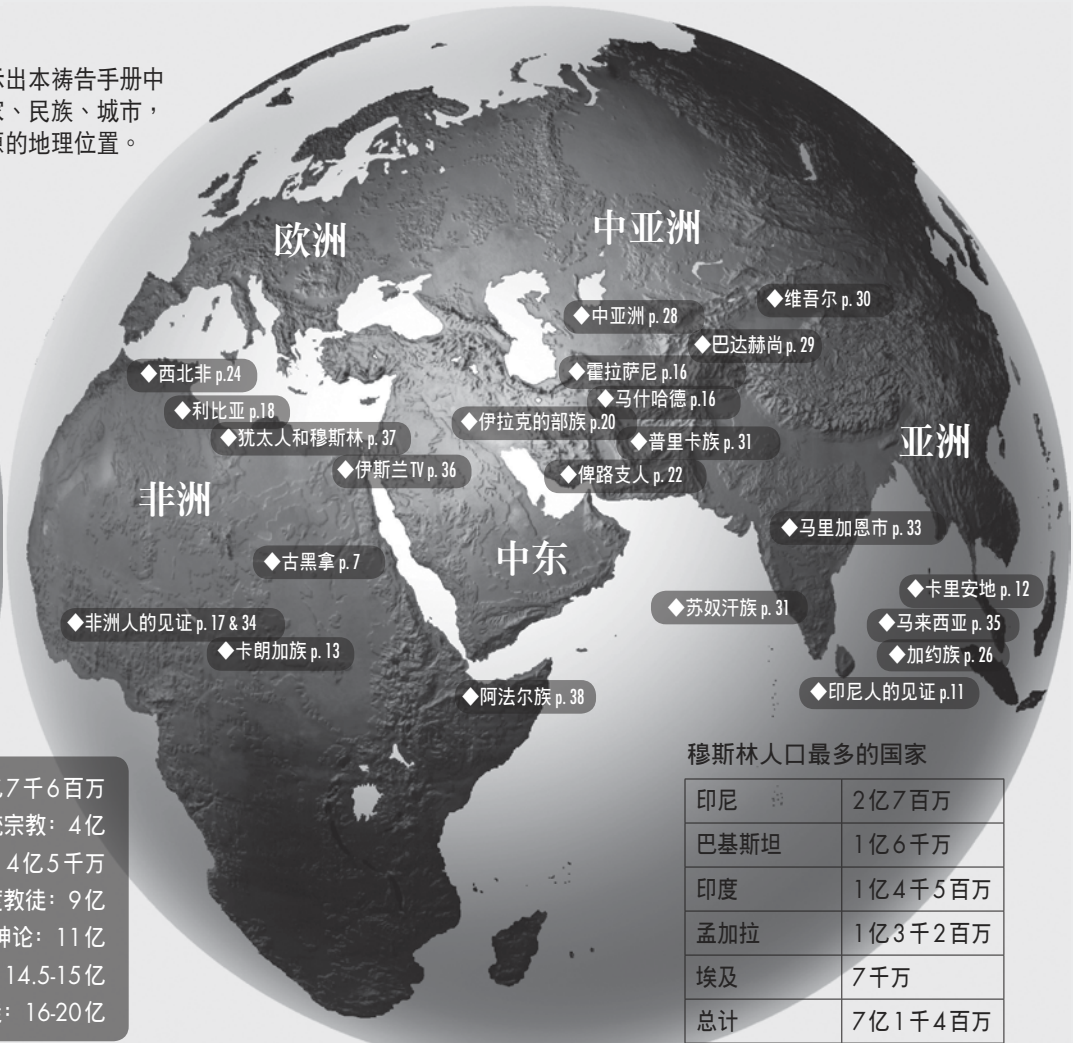 示出本祷告手册中
家、民族、城市，
的地理位置。
欧洲
中亚洲
◆维吾尔 p. 30
◆中亚洲 p. 28
◆巴达赫尚 p. 29
◆西北非 p.24
◆霍拉萨尼 p.16
◆马什哈德 p.16
◆利比亚 p.18
◆伊拉克的部族 p.20
◆犹太人和穆斯林 p. 37
◆普里卡族 p. 31
亚洲
◆伊斯兰TV p. 36
◆俾路支人 p. 22
非洲
◆马里加恩市 p. 33
中东
◆古黑拿 p. 7
◆卡里安地 p. 12
◆苏奴汗族 p. 31
◆非洲人的见证 p. 17 & 34
◆马来西亚 p. 35
◆卡朗加族 p. 13
◆加约族 p. 26
◆阿法尔族 p. 38
◆印尼人的见证 p.11
亿7千6百万
宗教：4亿
4亿5千万
教徒：9亿
神论：11亿
14.5-15亿
：16-20亿
穆斯林人口最多的国家
印尼 2亿7百万
巴基斯坦 1亿6千万
印度 1亿4千5百万
孟加拉 1亿3千2百万
埃及 7千万
总计 7亿1千4百万